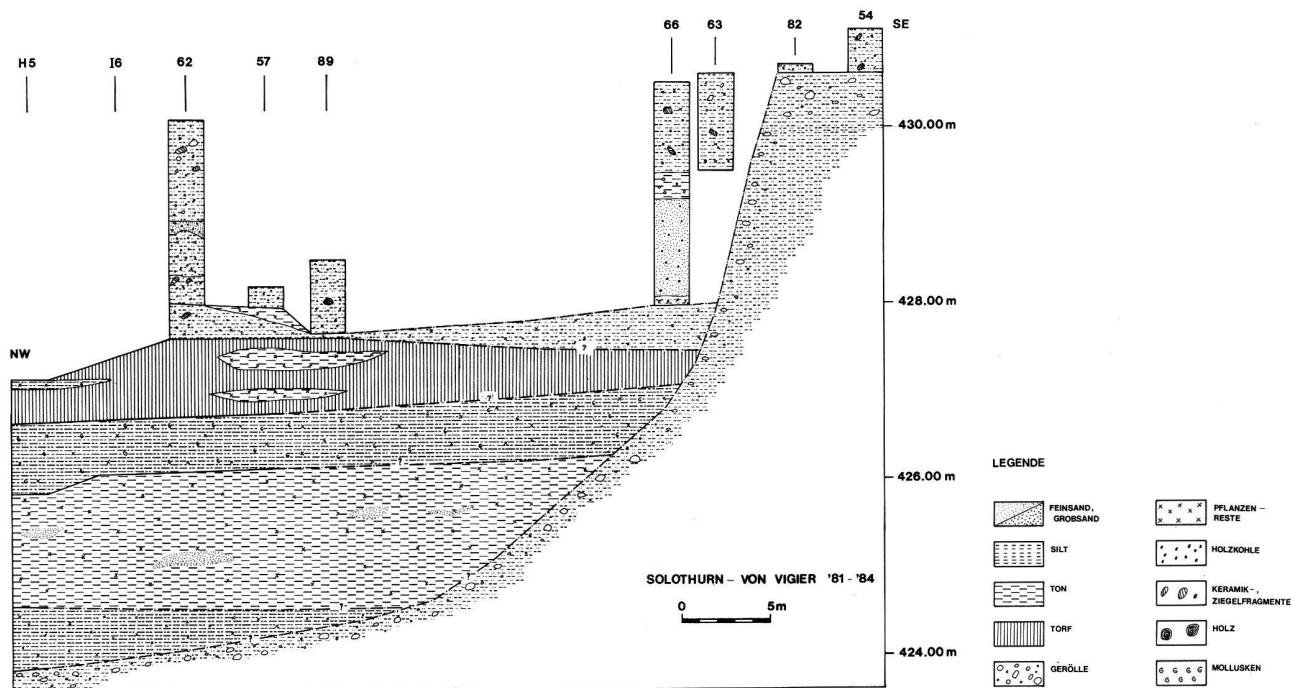 H5 I6 62 57 89 66 63 82 54 SE
430.00 m
428.00 m
NW
426.00 m
424.00 m
? ? ? ? ?
SOLOTHURN – VON VIGIER '81 – '84
0 5m
LEGENDE
FEINSAND,
GROBSAND
SILT
TON
TORF
GERÖLLE
PFLANZEN –
RESTE
HOLZKOHLE
KERAMIK–,
ZIEGELFRAGMENTE
HOLZ
MOLLUSKEN